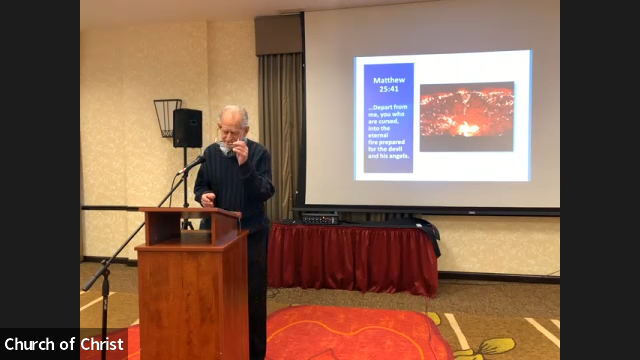 Matthew
25:41
...Depart from
me, you who
are cursed,
into the
eternal
fire prepared
for the devil
and his angels.
Church of Christ